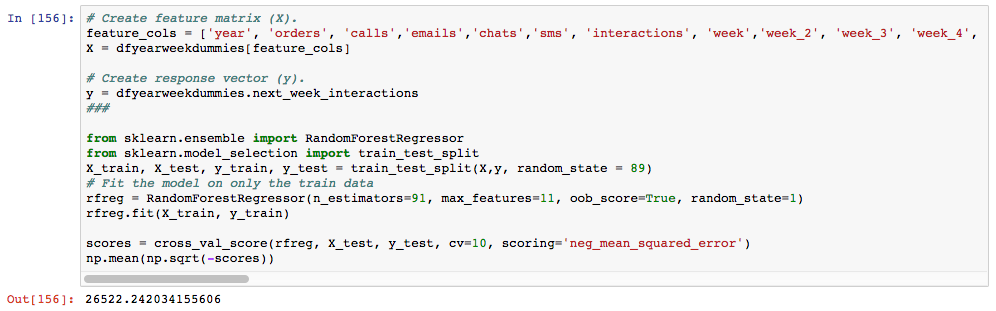 In [156]: # Create feature matrix (X).
feature_cols = ['year', 'orders', 'calls','emails','chats','sms', 'interactions', 'week','week_2', 'week_3', 'week_4',
X = dfyearweekdummies[feature_cols]
# Create response vector (y).
y = dfyearweekdummies.next_week_interactions
###
from sklearn.ensemble import RandomForestRegressor
from sklearn.model_selection import train_test_split
X_train, X_test, y_train, y_test = train_test_split(X,y, random_state = 89)
# Fit the model on only the train data
rfreg = RandomForestRegressor(n_estimators=91, max_features=11, oob_score=True, random_state=1)
rfreg.fit(X_train, y_train)
scores = cross_val_score(rfreg, X_test, y_test, cv=10, scoring='neg_mean_squared_error')
np.mean(np.sqrt(-scores))
Out[156]: 26522.242034155606